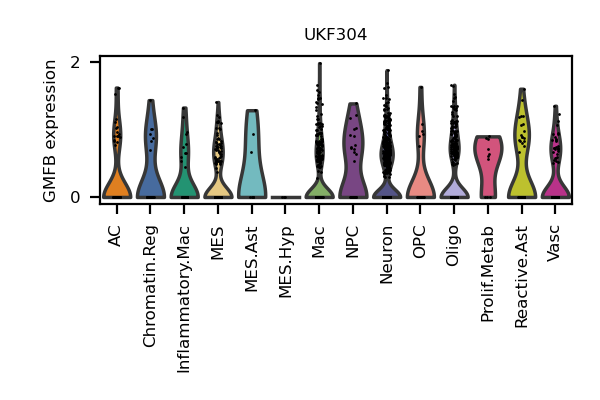 UKF304
GMFB expression
2
0
AC
Chromatin.Reg
Inflammatory.Mac
MES
MES.Ast
MES.Hyp
Mac
NPC
Neuron
OPC
Oligo
Prolif.Metab
Reactive.Ast
Vasc